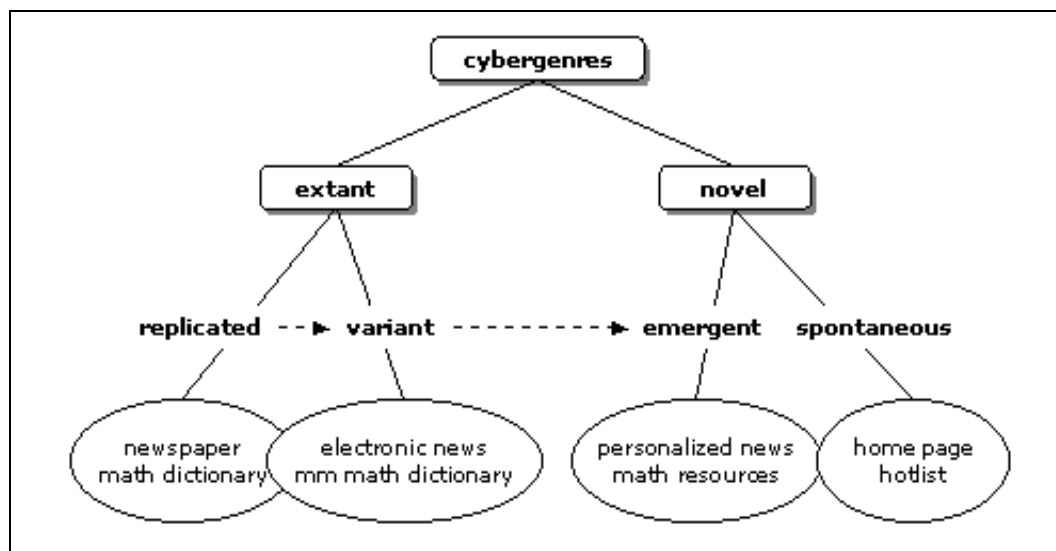 cybergenres
extant
novel
replicated
variant
emergent
spontaneous
newspaper
math dictionary
electronic news
mm math dictionary
personalized news
math resources
home page
hotlist